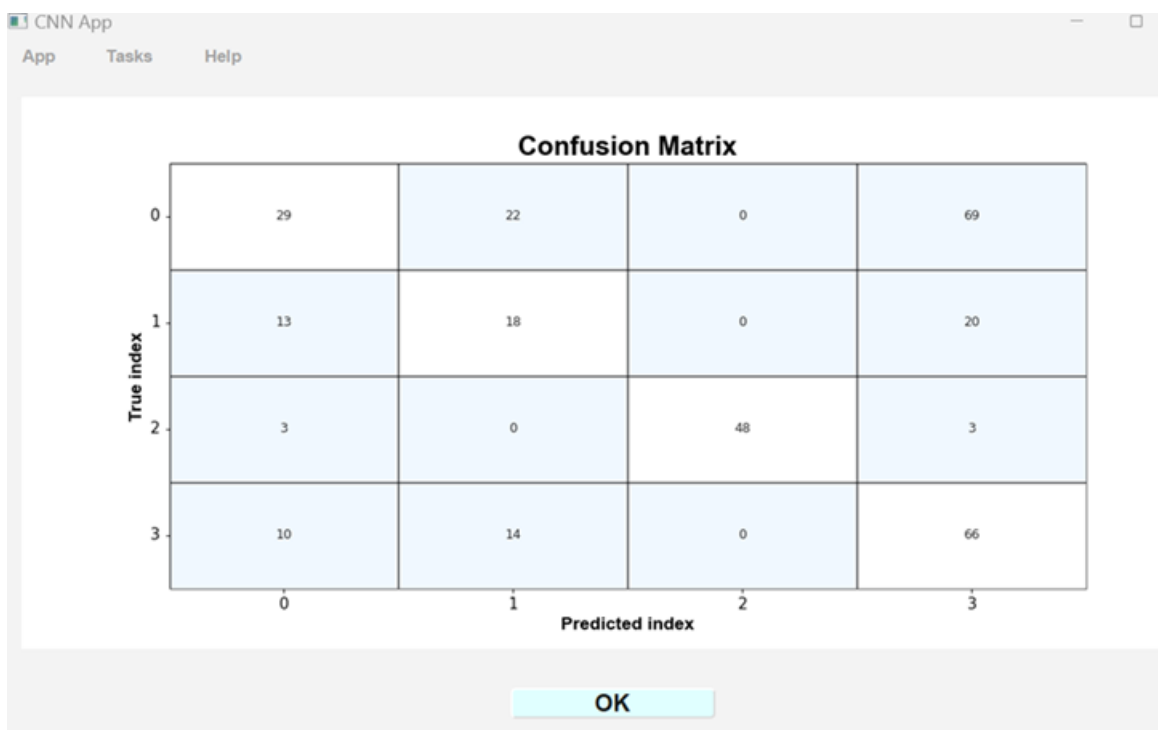 CNN App
App Tasks Help
Confusion Matrix
0 29 22 0 69
1 13 18 0 20
True index
2 3 0 48 3
3 10 14 0 66
0 1 2 3
Predicted index
OK